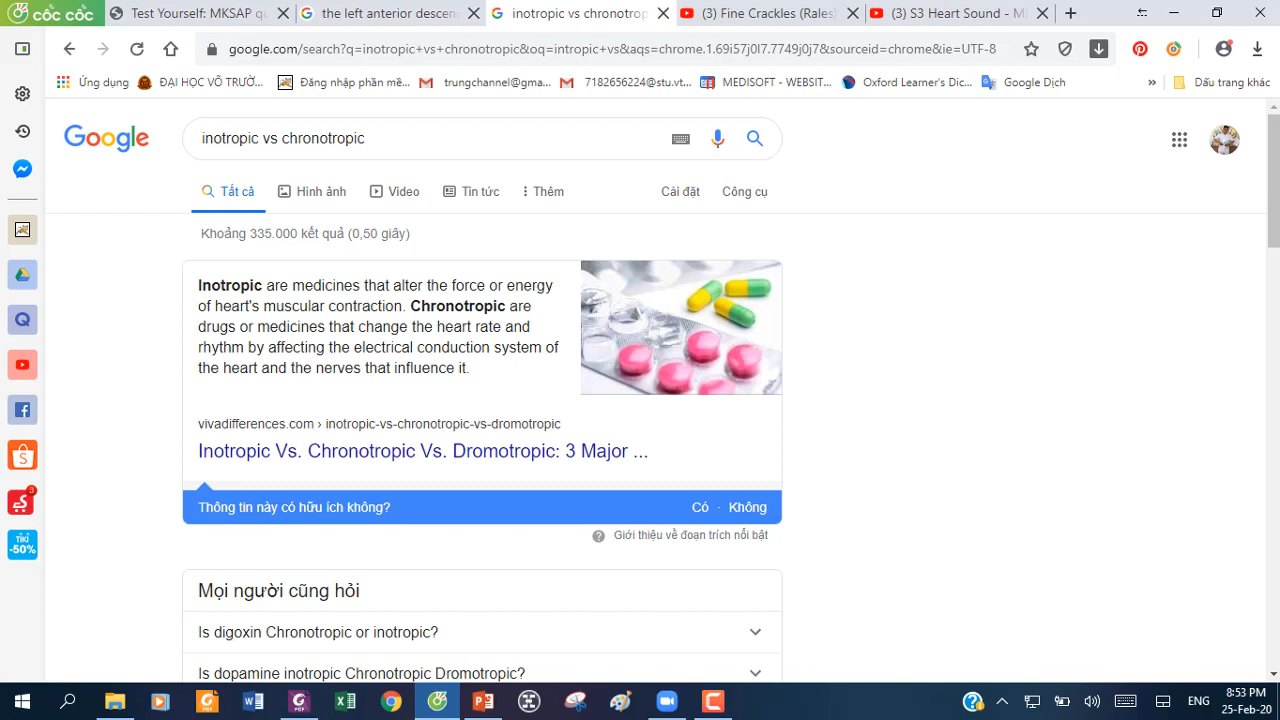 cốc cốc
Test Yourself: MKSAP qu
the left anterior descend
inotropic vs chronotropic
(3) Fine Crackles (Rales)
(3) S3 Heart Sound - ME
google.com/search?q=inotropic+vs+chronotropic&oq=intropic+vs&aqs=chrome.1.69i57j0l7.7749j0j7&sourceid=chrome&ie=UTF-8
Ứng dụng
ĐẠI HỌC VÕ TRƯỜ...
Đăng nhập phần mề...
trungchannel@gma...
7182656224@stu.vt...
MEDISOFT - WEBSIT...
Oxford Learner's Dic...
Google Dịch
»
Dấu trang khác
Google
inotropic vs chronotropic
Tất cả
Hình ảnh
Video
Tin tức
Thêm
Cài đặt
Công cụ
Khoảng 335.000 kết quả (0,50 giây)
Inotropic are medicines that alter the force or energy
of heart's muscular contraction. Chronotropic are
drugs or medicines that change the heart rate and
rhythm by affecting the electrical conduction system of
the heart and the nerves that influence it.
vivadifferences.com › inotropic-vs-chronotropic-vs-dromotropic
Inotropic Vs. Chronotropic Vs. Dromotropic: 3 Major ...
Thông tin này có hữu ích không?
Có · Không
Giới thiệu về đoạn trích nổi bật
Mọi người cũng hỏi
Is digoxin Chronotropic or inotropic?
Is dopamine inotropic Chronotropic Dromotropic?
3
TIKI
-50%
ENG
8:53 PM
25-Feb-20